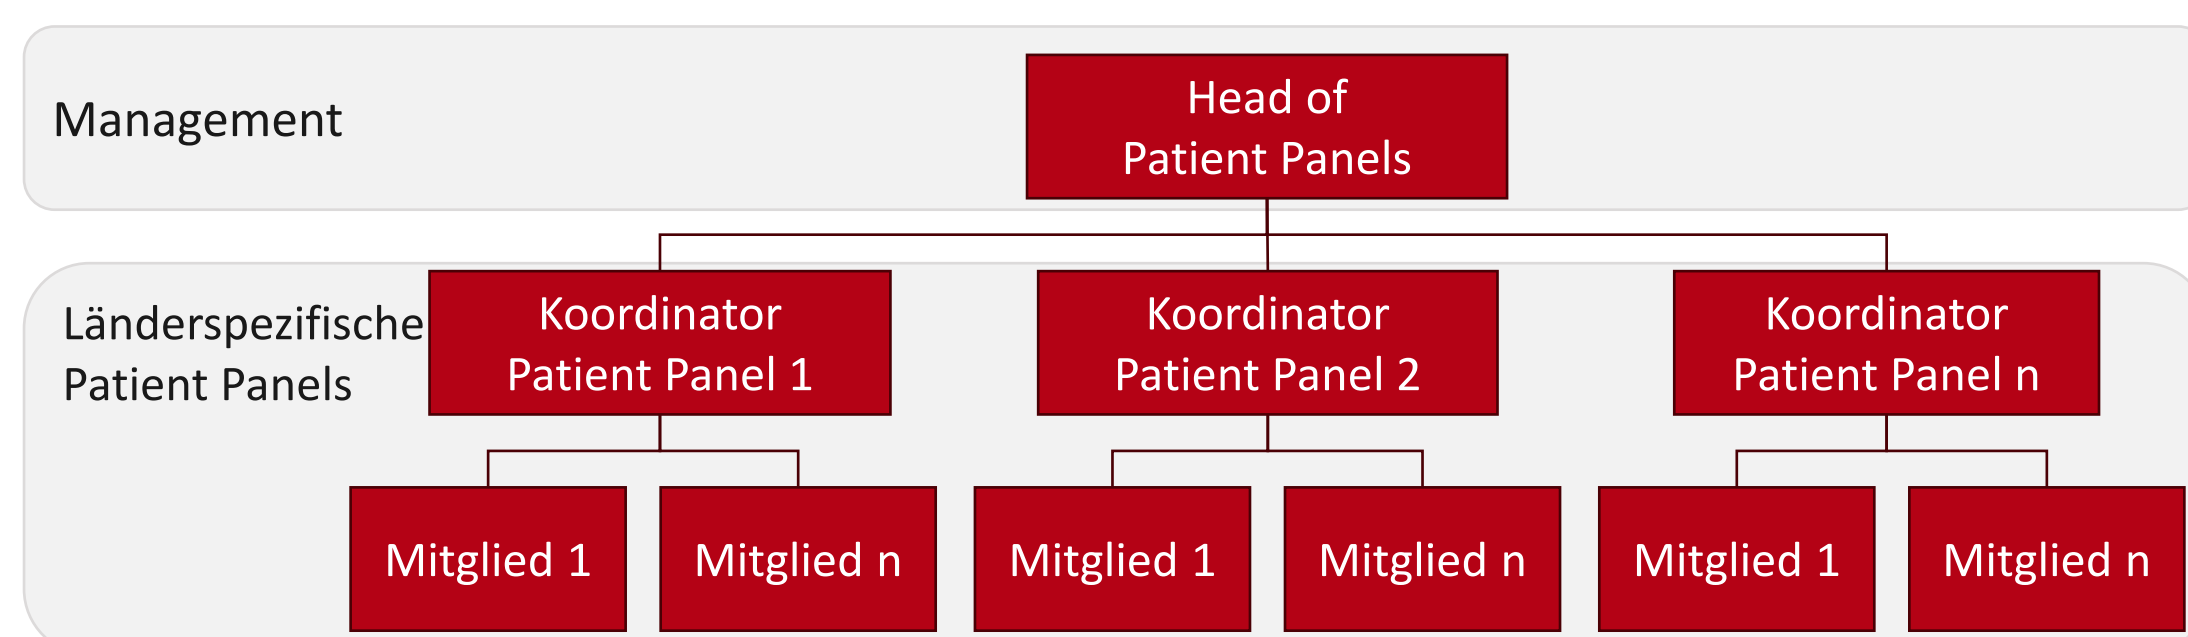 Management
Head of
Patient Panels
Länderspezifische
Patient Panels
Koordinator
Patient Panel 1
Koordinator
Patient Panel 2
Koordinator
Patient Panel n
Mitglied 1
Mitglied n
Mitglied 1
Mitglied n
Mitglied 1
Mitglied n